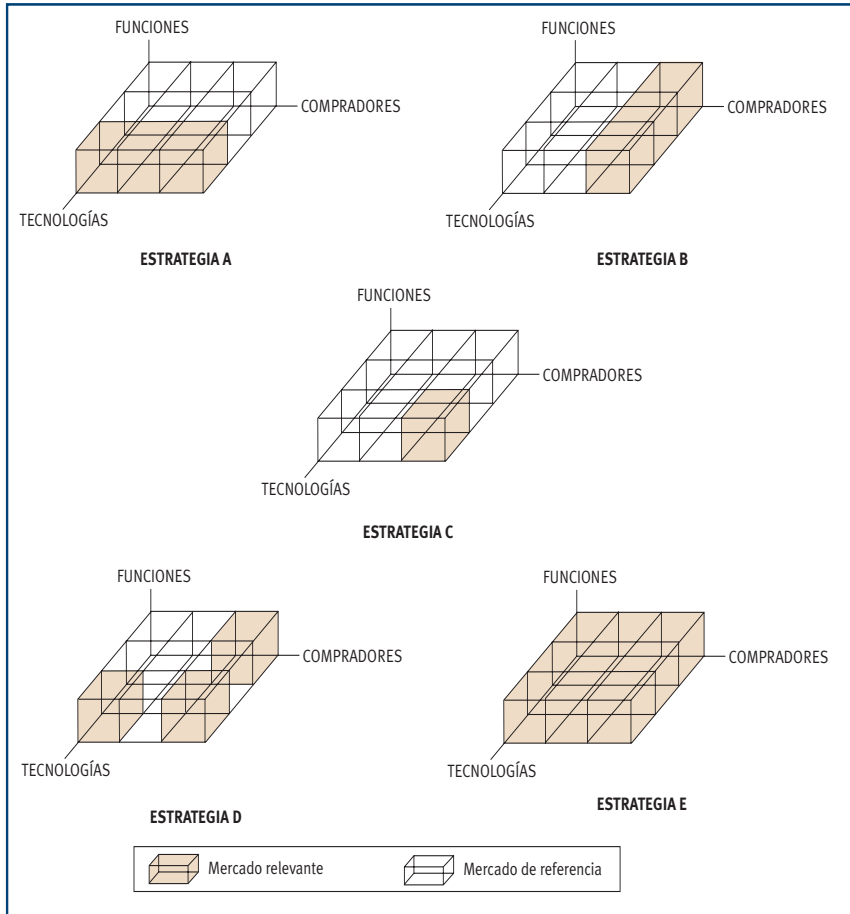 FUNCIONES
COMPRADORES
TECNOLOGÍAS
ESTRATEGIA A
FUNCIONES
COMPRADORES
TECNOLOGÍAS
ESTRATEGIA B
FUNCIONES
COMPRADORES
TECNOLOGÍAS
ESTRATEGIA C
FUNCIONES
COMPRADORES
TECNOLOGÍAS
ESTRATEGIA D
FUNCIONES
COMPRADORES
TECNOLOGÍAS
ESTRATEGIA E
Mercado relevante
Mercado de referencia